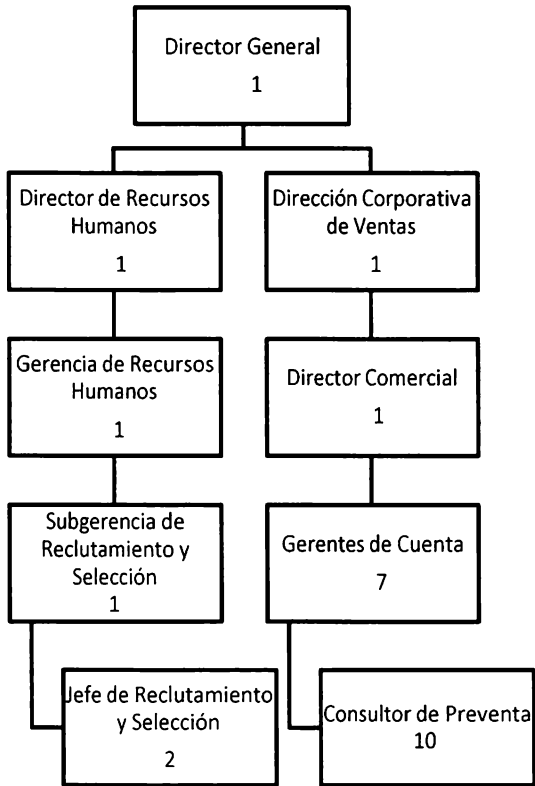 Director General
1
Director de Recursos
Humanos
1
Dirección Corporativa
de Ventas
1
Gerencia de Recursos
Humanos
1
Director Comercial
1
Subgerencia de
Reclutamiento y
Selección
1
Gerentes de Cuenta
7
Jefe de Reclutamiento
y Selección
2
Consultor de Preventa
10